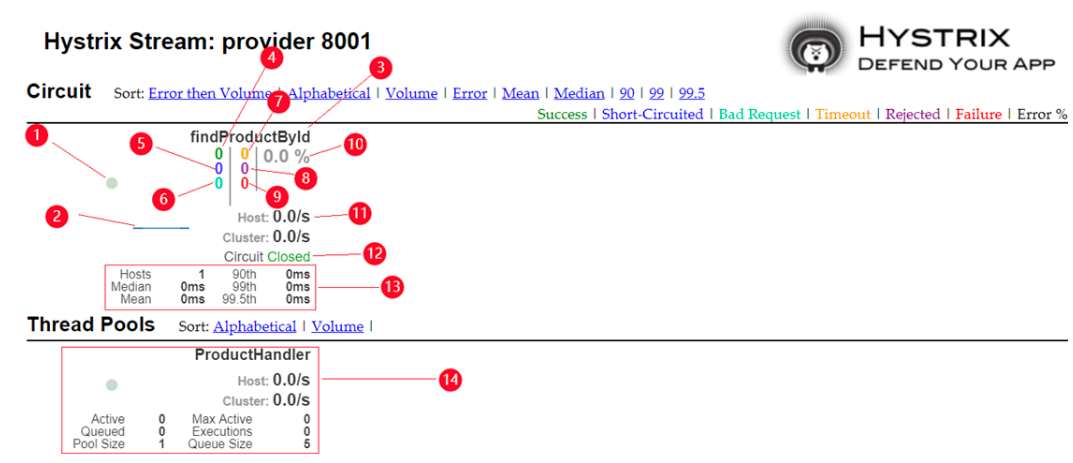 Hystrix Stream: provider 8001
HYSTRIX
DEFEND YOUR APP
4
3
Circuit Sort: Error then Volume | Alphabetical | Volume | Error | Mean | Median | 90 | 99 | 99.5
7
Success | Short-Circuited | Bad Request | Timeout | Rejected | Failure | Error %
1
findProductById
5
10
0 0 0.0 %
0 0
8
0 0
6
9
2
Host: 0.0/s
11
Cluster: 0.0/s
Circuit Closed
12
Hosts 1 90th 0ms
Median 0ms 99th 0ms
13
Mean 0ms 99.5th 0ms
Thread Pools Sort: Alphabetical | Volume |
ProductHandler
Host: 0.0/s
14
Cluster: 0.0/s
Active 0 Max Active 0
Queued 0 Executions 0
Pool Size 1 Queue Size 5